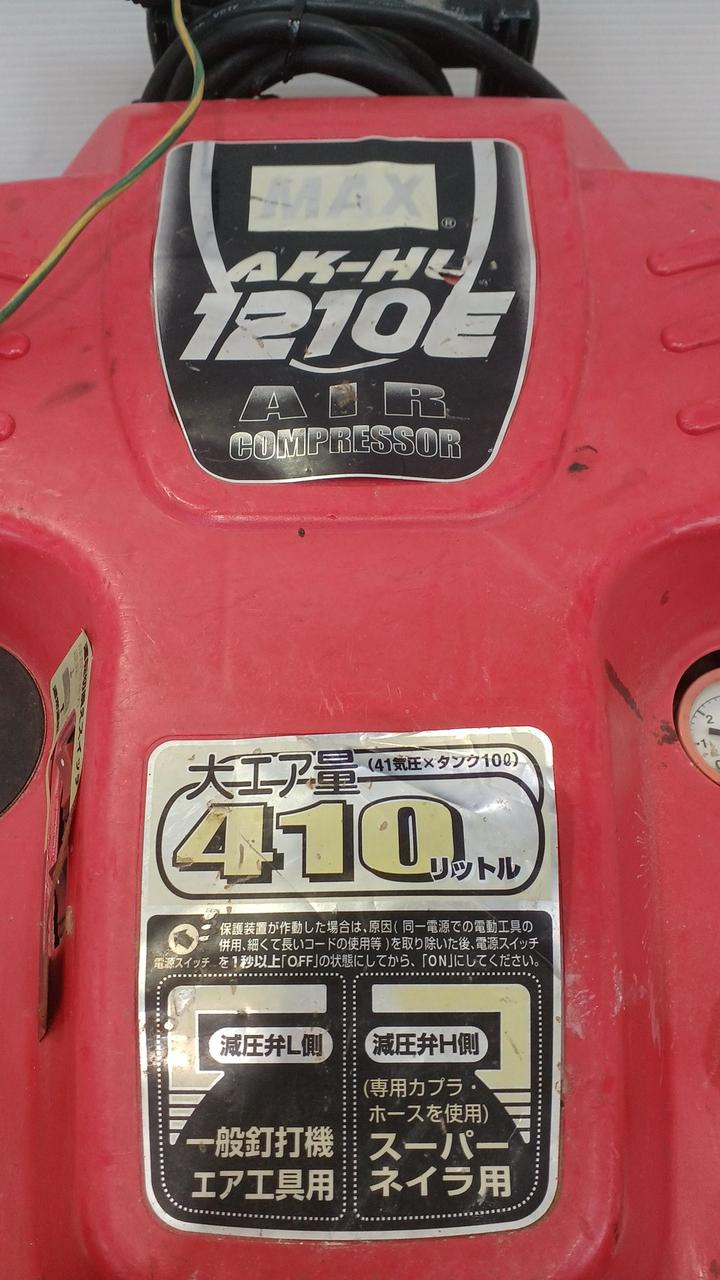 MAX®
AK-HU
1210E
AIR
COMPRESSOR
大エア量(41気圧×タンク10ℓ)
410リットル
保護装置が作動した場合は、原因(同一電源での電動工具の
併用、細くて長いコードの使用等)を取り除いた後、電源スイッチ
を1秒以上「OFF」の状態にしてから、「ON」にしてください。
電源スイッチ
減圧弁L側
一般釘打機
エア工具用
減圧弁H側
(専用カプラ・
ホースを使用)
スーパー
ネイラ用
2
1
0